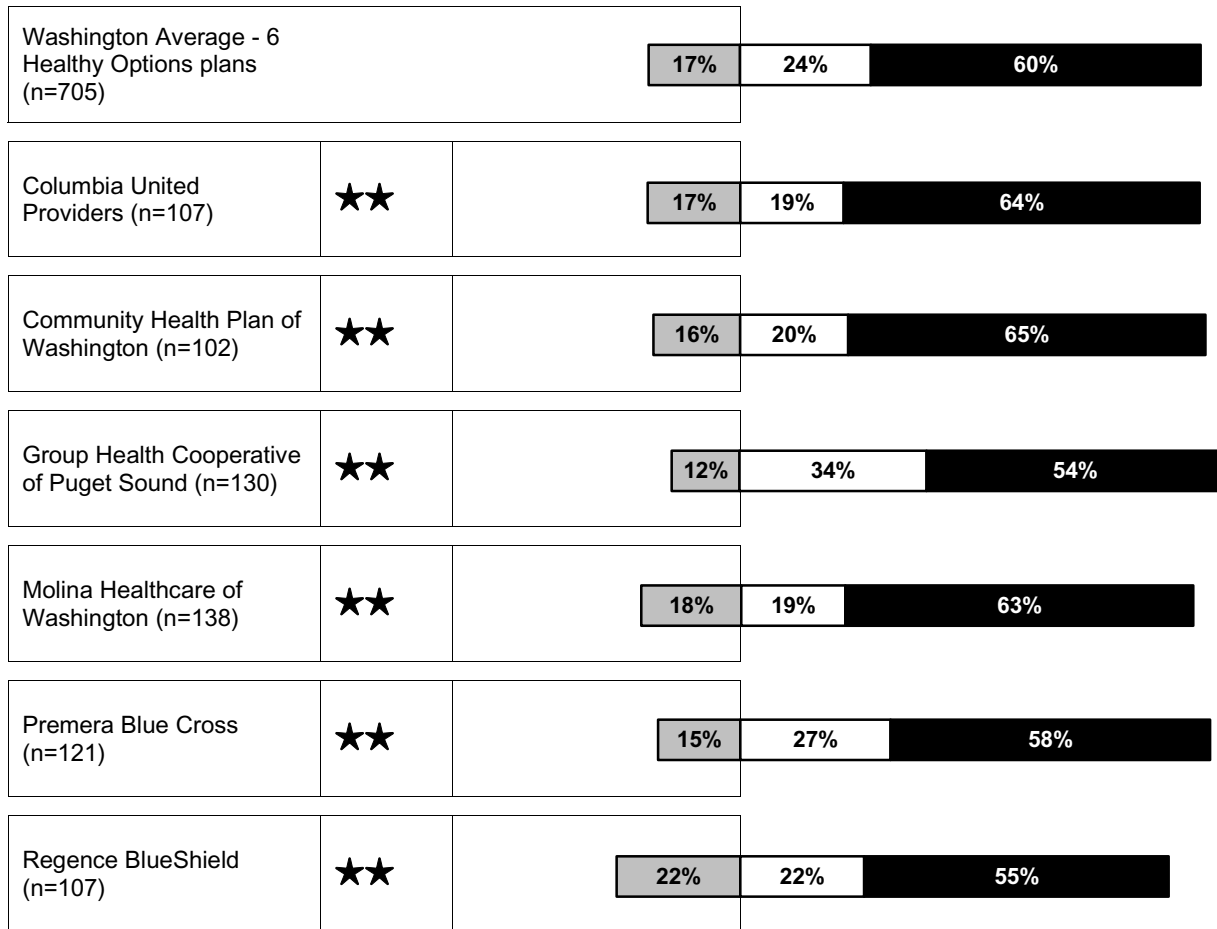 Washington Average - 6
Healthy Options plans
(n=705)
17% 24% 60%
Columbia United
Providers (n=107)
★★
17% 19% 64%
Community Health Plan of
Washington (n=102)
★★
16% 20% 65%
Group Health Cooperative
of Puget Sound (n=130)
★★
12% 34% 54%
Molina Healthcare of
Washington (n=138)
★★
18% 19% 63%
Premera Blue Cross
(n=121)
★★
15% 27% 58%
Regence BlueShield
(n=107)
★★
22% 22% 55%